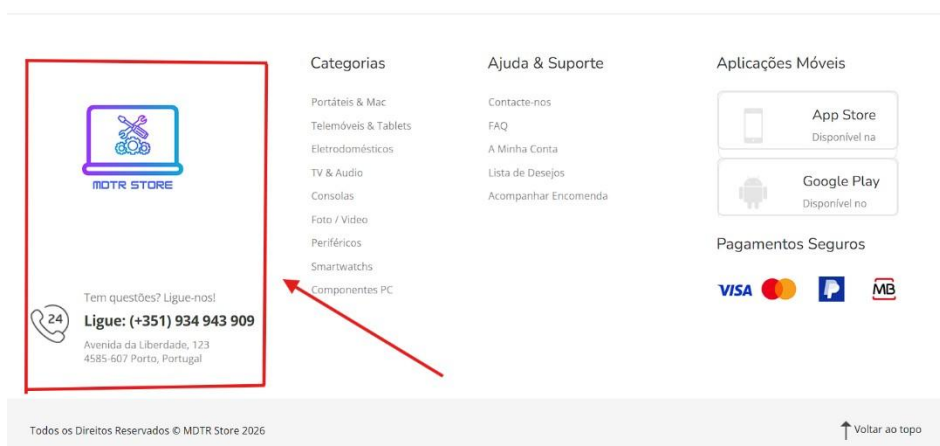 MDTR STORE
24
Tem questões? Ligue-nos!
Ligue: (+351) 934 943 909
Avenida da Liberdade, 123
4585-607 Porto, Portugal
Categorias
Portáteis & Mac
Telemóveis & Tablets
Eletrodomésticos
TV & Audio
Consolas
Foto / Video
Periféricos
Smartwatchs
Componentes PC
Ajuda & Suporte
Contacte-nos
FAQ
A Minha Conta
Lista de Desejos
Acompanhar Encomenda
Aplicações Móveis
App Store
Disponível na
Google Play
Disponível no
Pagamentos Seguros
VISA
MB
Todos os Direitos Reservados © MDTR Store 2026
Voltar ao topo